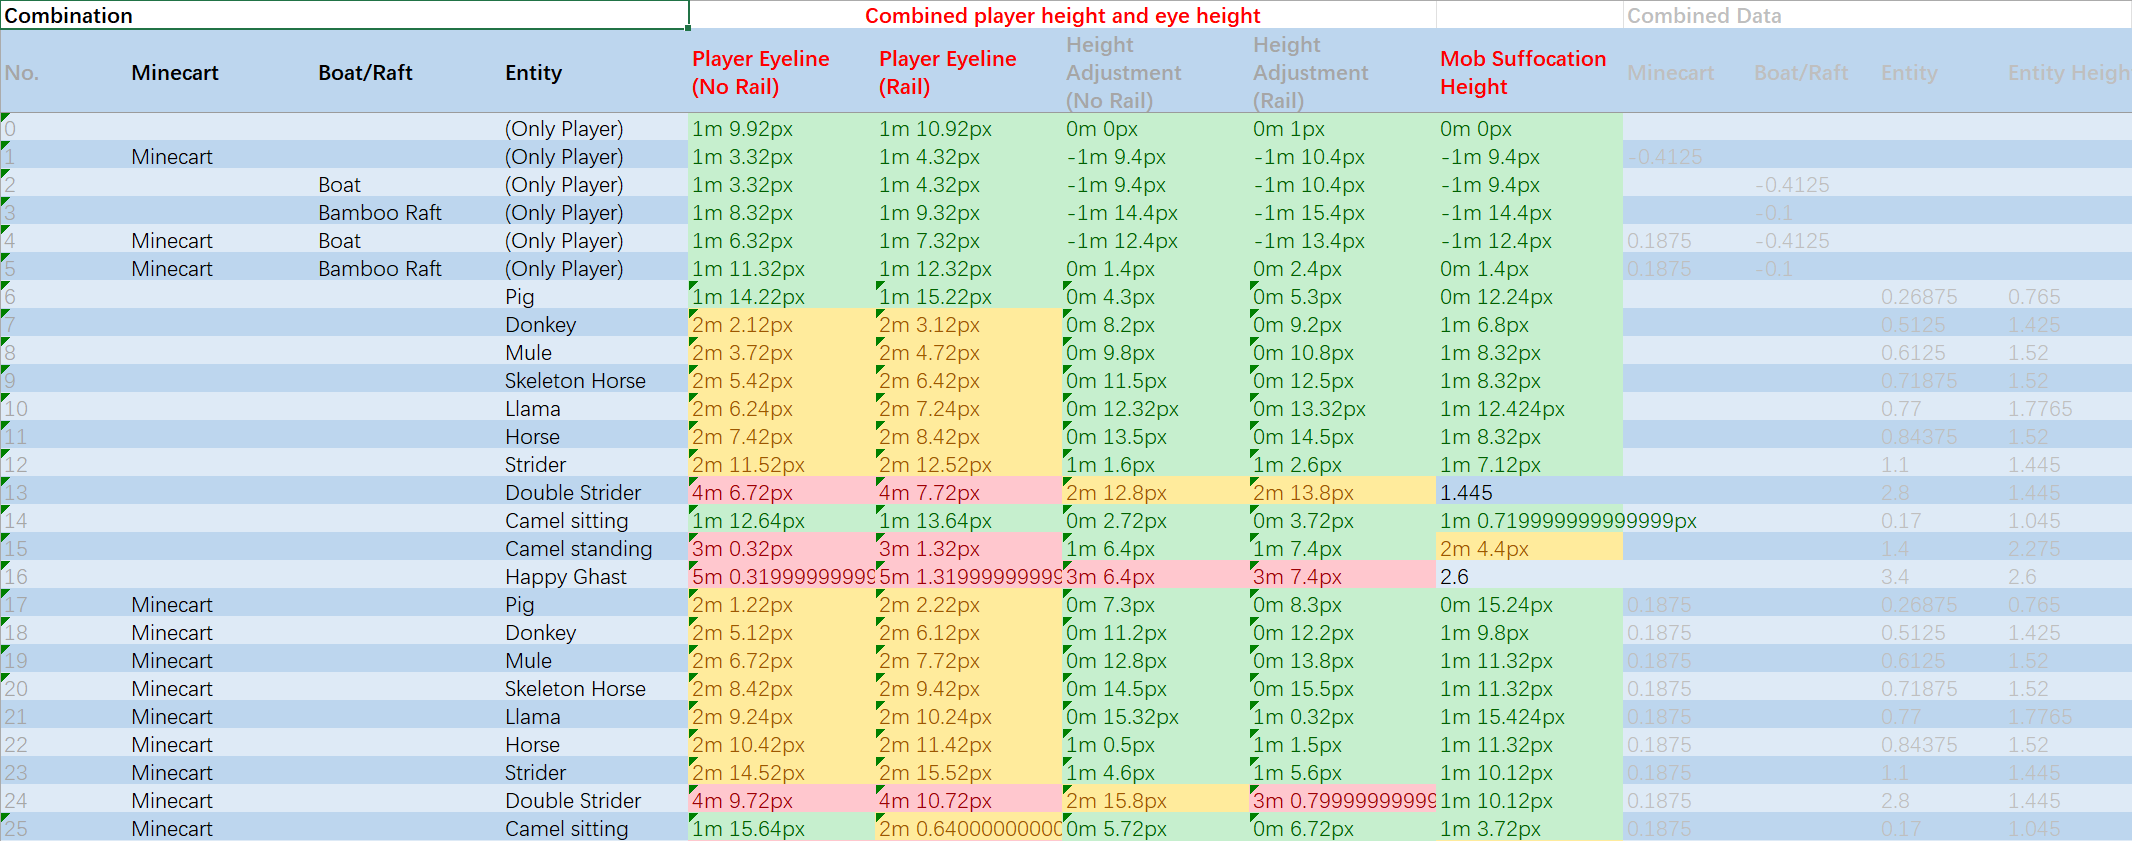 Combination Combined player height and eye height Combined Data
No. Minecart Boat/Raft Entity Player Eyeline (No Rail) Player Eyeline (Rail) Height Adjustment (No Rail) Height Adjustment (Rail) Mob Suffocation Height Minecart Boat/Raft Entity Entity Heigh
0 (Only Player) 1m 9.92px 1m 10.92px 0m 0px 0m 1px 0m 0px
1 Minecart (Only Player) 1m 3.32px 1m 4.32px -1m 9.4px -1m 10.4px -1m 9.4px -0.4125
2 Boat (Only Player) 1m 3.32px 1m 4.32px -1m 9.4px -1m 10.4px -1m 9.4px -0.4125
3 Bamboo Raft (Only Player) 1m 8.32px 1m 9.32px -1m 14.4px -1m 15.4px -1m 14.4px -0.1
4 Minecart Boat (Only Player) 1m 6.32px 1m 7.32px -1m 12.4px -1m 13.4px -1m 12.4px 0.1875 -0.4125
5 Minecart Bamboo Raft (Only Player) 1m 11.32px 1m 12.32px 0m 1.4px 0m 2.4px 0m 1.4px 0.1875 -0.1
6 Pig 1m 14.22px 1m 15.22px 0m 4.3px 0m 5.3px 0m 12.24px 0.26875 0.765
7 Donkey 2m 2.12px 2m 3.12px 0m 8.2px 0m 9.2px 1m 6.8px 0.5125 1.425
8 Mule 2m 3.72px 2m 4.72px 0m 9.8px 0m 10.8px 1m 8.32px 0.6125 1.52
9 Skeleton Horse 2m 5.42px 2m 6.42px 0m 11.5px 0m 12.5px 1m 8.32px 0.71875 1.52
10 Llama 2m 6.24px 2m 7.24px 0m 12.32px 0m 13.32px 1m 12.424px 0.77 1.7765
11 Horse 2m 7.42px 2m 8.42px 0m 13.5px 0m 14.5px 1m 8.32px 0.84375 1.52
12 Strider 2m 11.52px 2m 12.52px 1m 1.6px 1m 2.6px 1m 7.12px 1.1 1.445
13 Double Strider 4m 6.72px 4m 7.72px 2m 12.8px 2m 13.8px 1.445 2.8 1.445
14 Camel sitting 1m 12.64px 1m 13.64px 0m 2.72px 0m 3.72px 1m 0.719999999999999px 0.17 1.045
15 Camel standing 3m 0.32px 3m 1.32px 1m 6.4px 1m 7.4px 2m 4.4px 1.4 2.275
16 Happy Ghast 5m 0.31999999999 5m 1.31999999999 3m 6.4px 3m 7.4px 2.6 3.4 2.6
17 Minecart Pig 2m 1.22px 2m 2.22px 0m 7.3px 0m 8.3px 0m 15.24px 0.1875 0.26875 0.765
18 Minecart Donkey 2m 5.12px 2m 6.12px 0m 11.2px 0m 12.2px 1m 9.8px 0.1875 0.5125 1.425
19 Minecart Mule 2m 6.72px 2m 7.72px 0m 12.8px 0m 13.8px 1m 11.32px 0.1875 0.6125 1.52
20 Minecart Skeleton Horse 2m 8.42px 2m 9.42px 0m 14.5px 0m 15.5px 1m 11.32px 0.1875 0.71875 1.52
21 Minecart Llama 2m 9.24px 2m 10.24px 0m 15.32px 1m 0.32px 1m 15.424px 0.1875 0.77 1.7765
22 Minecart Horse 2m 10.42px 2m 11.42px 1m 0.5px 1m 1.5px 1m 11.32px 0.1875 0.84375 1.52
23 Minecart Strider 2m 14.52px 2m 15.52px 1m 4.6px 1m 5.6px 1m 10.12px 0.1875 1.1 1.445
24 Minecart Double Strider 4m 9.72px 4m 10.72px 2m 15.8px 3m 0.79999999999 1m 10.12px 0.1875 2.8 1.445
25 Minecart Camel sitting 1m 15.64px 2m 0.64000000000 0m 5.72px 0m 6.72px 1m 3.72px 0.1875 0.17 1.045